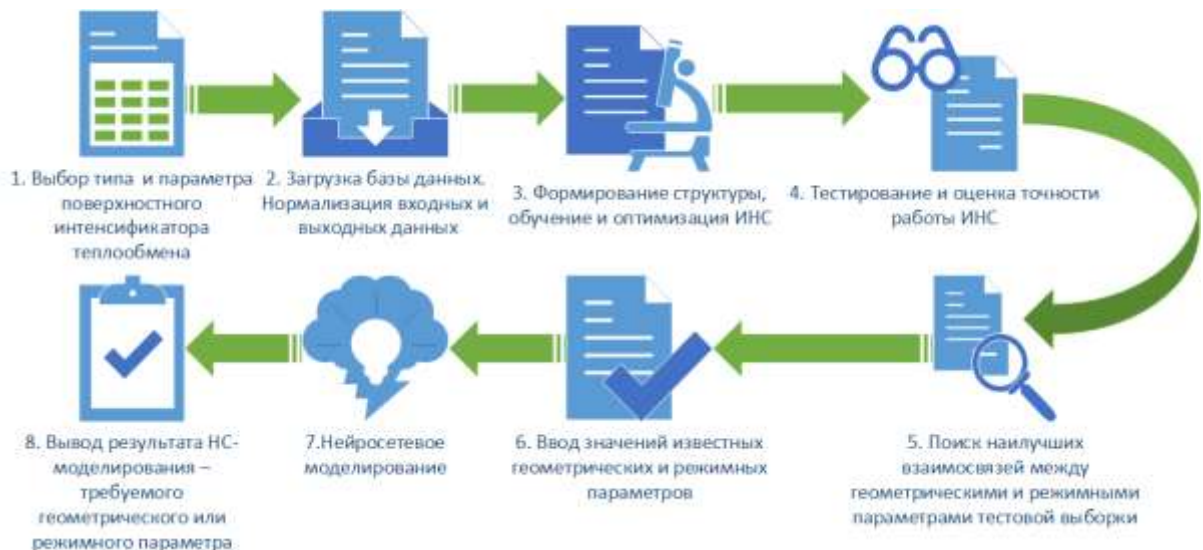 1. Выбор типа и параметра
поверхностного
интенсификатора
теплообмена
2. Загрузка базы данных.
Нормализация входных и
выходных данных
3. Формирование структуры,
обучение и оптимизация ИНС
4. Тестирование и оценка точности
работы ИНС
5. Поиск наилучших
взаимосвязей между
геометрическими и режимными
параметрами тестовой выборки
6. Ввод значений известных
геометрических и режимных
параметров
7.Нейросетевое
моделирование
8. Вывод результата НС-
моделирования –
требуемого
геометрического или
режимного параметра